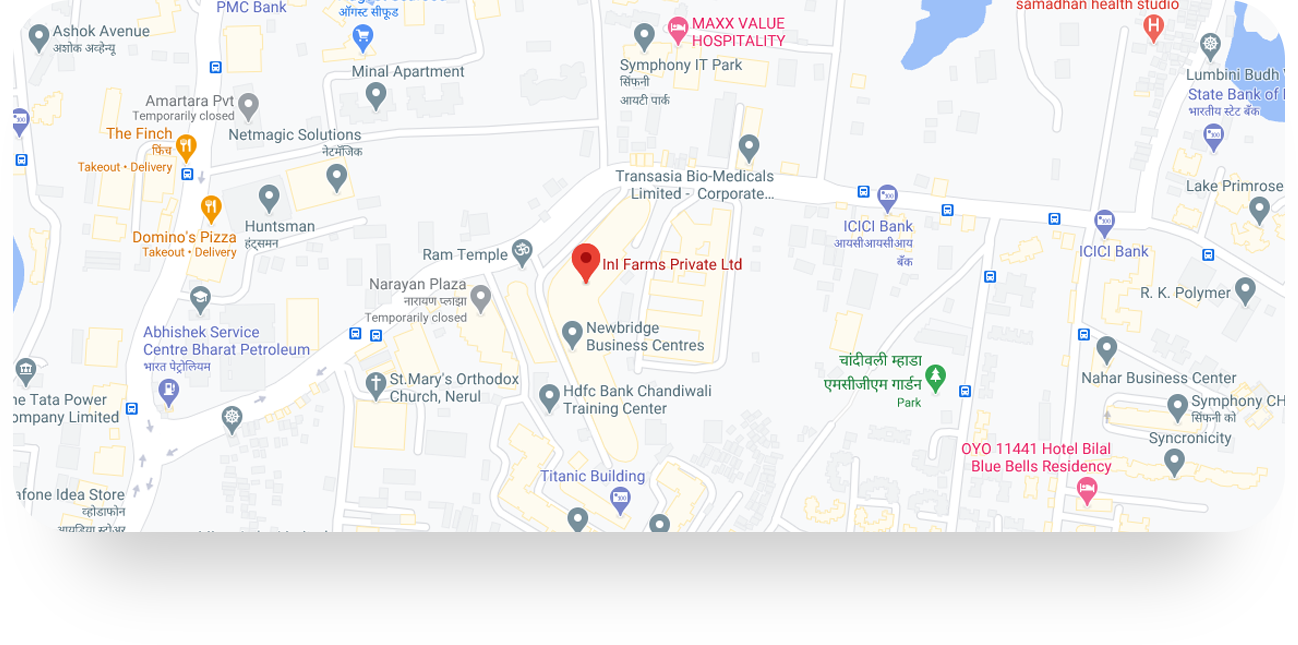 samadhan health studio
PMC Bank
ऑगस्ट सीफूड
Ashok Avenue
अशोक अव्हेन्यू
MAXX VALUE
HOSPITALITY
Minal Apartment
Symphony IT Park
सिंफनी
आयटी पार्क
Lumbini Budh
State Bank of
भारतीय स्टेट बँक
Amartara Pvt
Temporarily closed
The Finch
फिंच
Takeout • Delivery
Netmagic Solutions
नेटमॅजिक
Transasia Bio-Medicals
Limited - Corporate...
Lake Primrose
Huntsman
हंट्समन
Domino's Pizza
Takeout • Delivery
ICICI Bank
आयसीआयसीआय
बँक
ICICI Bank
Ram Temple
InI Farms Private Ltd
Narayan Plaza
नारायण प्लाझा
Temporarily closed
R. K. Polymer
Abhishek Service
Centre Bharat Petroleum
भारत पेट्रोलियम
Newbridge
Business Centres
चांदीवली म्हाडा
एमसीजीएम गार्डन
Park
Nahar Business Center
St.Mary's Orthodox
Church, Nerul
Hdfc Bank Chandiwali
Training Center
ne Tata Power
ompany Limited
Symphony CH
सिंफनी को
Syncronicity
OYO 11441 Hotel Bilal
Blue Bells Residency
Titanic Building
afone Idea Store
व्होडाफोन
आयडिया स्टोअर